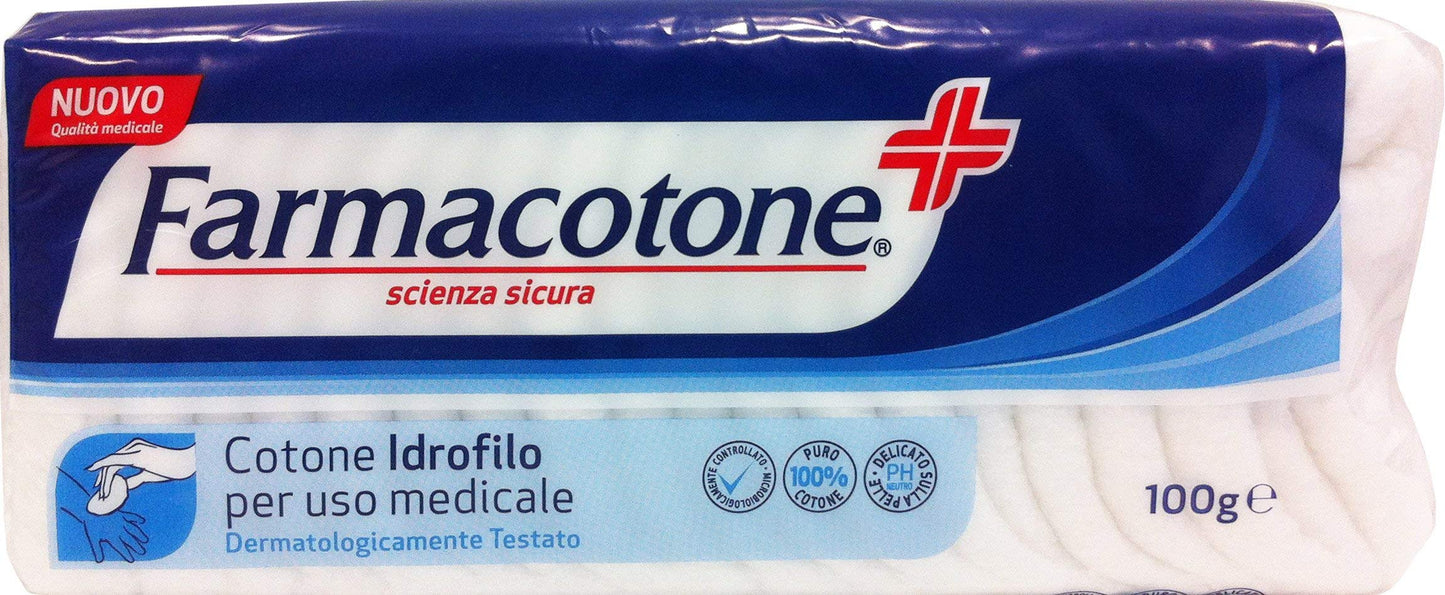 NUOVO
Qualità medicale
Farmacotone®
scienza sicura
Cotone Idrofilo
per uso medicale
Dermatologicamente Testato
MICROBIOLOGICAMENTE CONTROLLATO
PURO
100%
COTONE
DELICATO SULLA PELLE
PH
NEUTRO
100g ℮